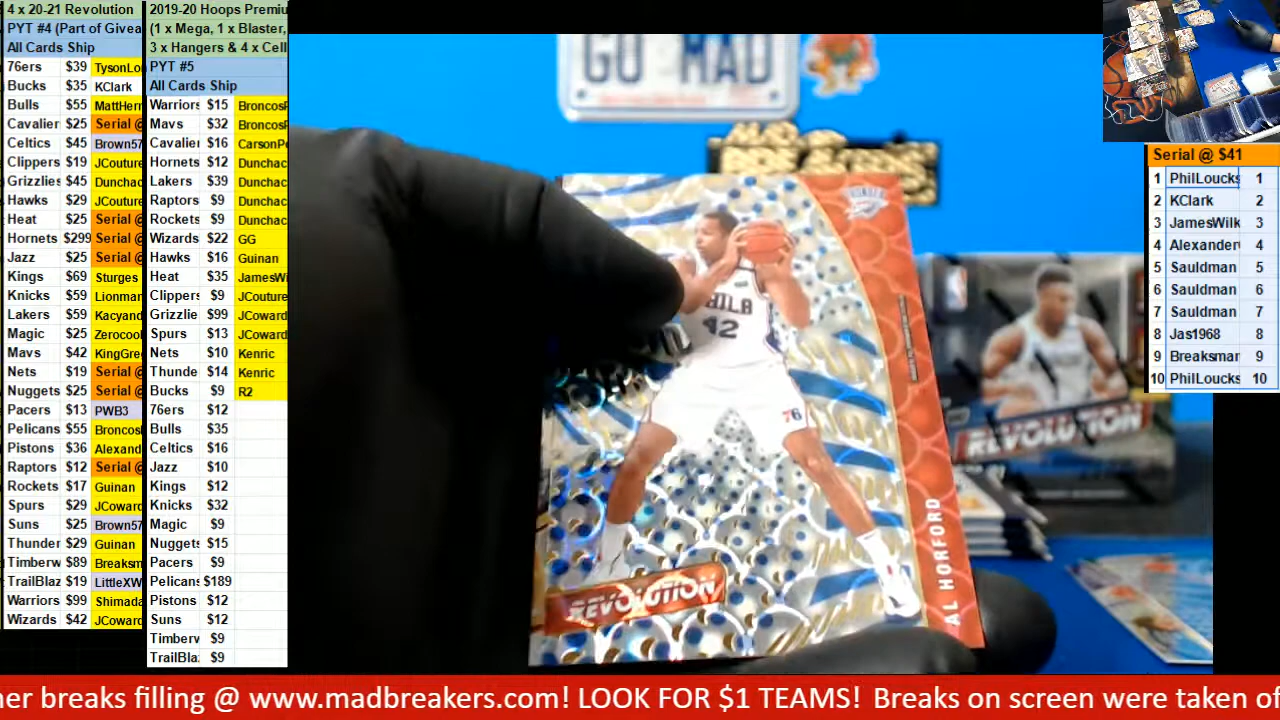 4 x 20-21 Revolution
PYT #4 (Part of Givea
All Cards Ship
76ers $39 TysonLo
Bucks $35 KClark
Bulls $55 MattHerr
Cavalier $25 Serial @
Celtics $45 Brown57
Clippers $19 JCouture
Grizzlies $45 Dunchac
Hawks $29 JCouture
Heat $25 Serial @
Hornets $299 Serial @
Jazz $25 Serial @
Kings $69 Sturges
Knicks $59 Lionman
Lakers $59 Kacyand
Magic $25 Zerocool
Mavs $42 KingGre
Nets $19 Serial @
Nuggets $25 Serial @
Pacers $13 PWB3
Pelicans $55 Broncos
Pistons $36 Alexand
Raptors $12 Serial @
Rockets $17 Guinan
Spurs $29 JCoward
Suns $25 Brown57
Thunder $29 Guinan
Timberw $89 Breaksm
TrailBlaz $19 LittleXW
Warriors $99 Shimada
Wizards $42 JCoward
2019-20 Hoops Premiu
(1 x Mega, 1 x Blaster,
3 x Hangers & 4 x Cell
PYT #5
All Cards Ship
Warriors $15 BroncosF
Mavs $32 BroncosF
Cavalier $16 CarsonPe
Hornets $12 Dunchac
Lakers $39 Dunchac
Raptors $9 Dunchac
Rockets $9 Dunchac
Wizards $22 GG
Hawks $16 Guinan
Heat $35 JamesWi
Clippers $9 JCouture
Grizzlie $99 JCoward
Spurs $13 JCoward
Nets $10 Kenric
Thunde $14 Kenric
Bucks $9 R2
76ers $12
Bulls $35
Celtics $16
Jazz $10
Kings $12
Knicks $32
Magic $9
Nuggets $15
Pacers $9
Pelicans $189
Pistons $12
Suns $12
Timberw $9
TrailBla $9
GO MAD
PHILA
42
76
REVOLUTION
AL HORFORD
REVOLUTION
Serial @ $41
1 PhilLoucks 1
2 KClark 2
3 JamesWilk 3
4 Alexander 4
5 Sauldman 5
6 Sauldman 6
7 Sauldman 7
8 Jas1968 8
9 Breaksman 9
10 PhilLoucks 10
her breaks filling @ www.madbreakers.com! LOOK FOR $1 TEAMS! Breaks on screen were taken of